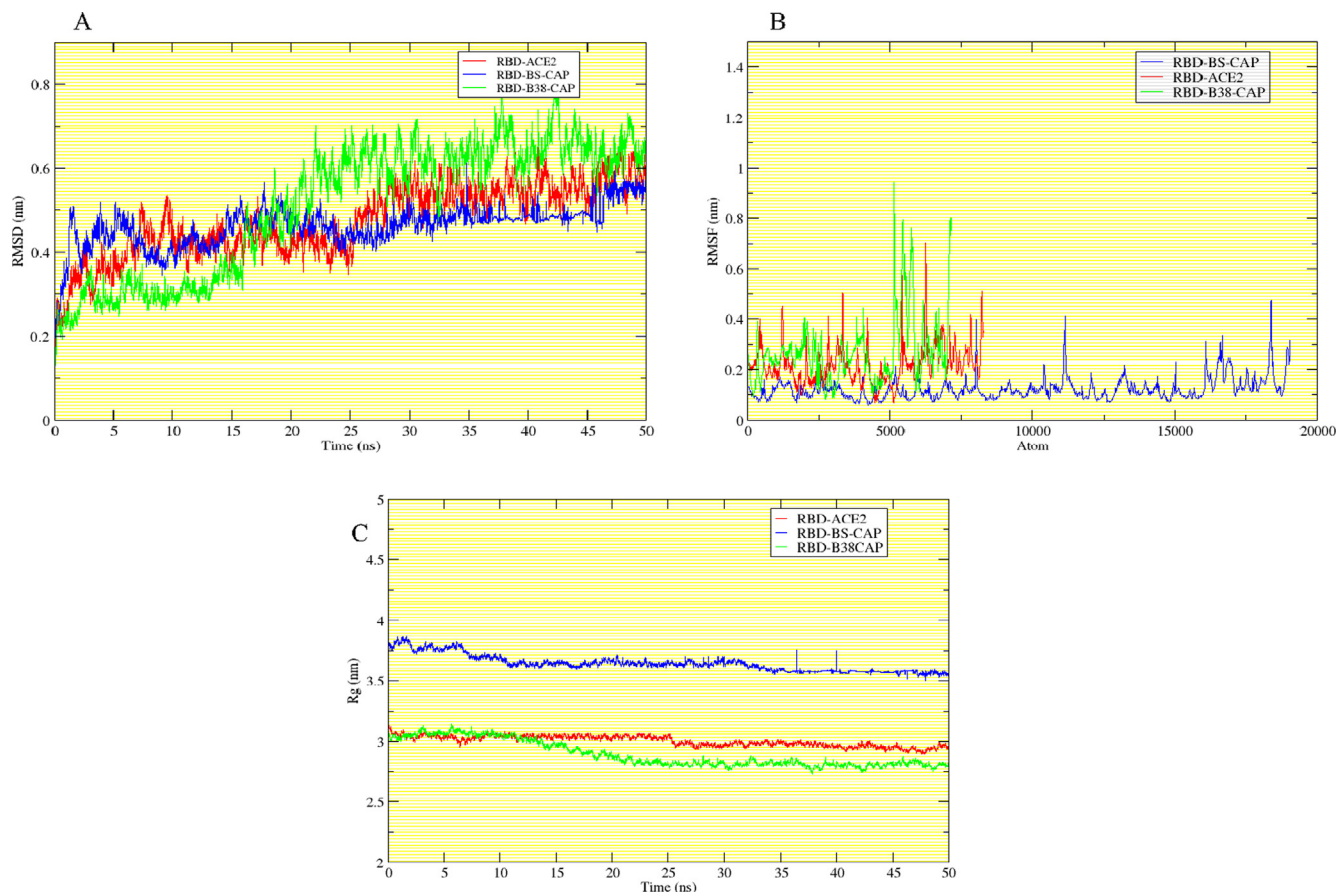 A
RBD-ACE2
RBD-BS-CAP
RBD-B38-CAP
0.8
0.6
0.4
0.2
0
RMSD (nm)
0 5 10 15 20 25 30 35 40 45 50
Time (ns)
B
RBD-BS-CAP
RBD-ACE2
RBD-B38-CAP
1.4
1.2
1
0.8
0.6
0.4
0.2
0
RMSF (nm)
0 5000 10000 15000 20000
Atom
C
RBD-ACE2
RBD-BS-CAP
RBD-B38CAP
5
4.5
4
3.5
3
2.5
2
Rg (nm)
0 5 10 15 20 25 30 35 40 45 50
Time (ns)